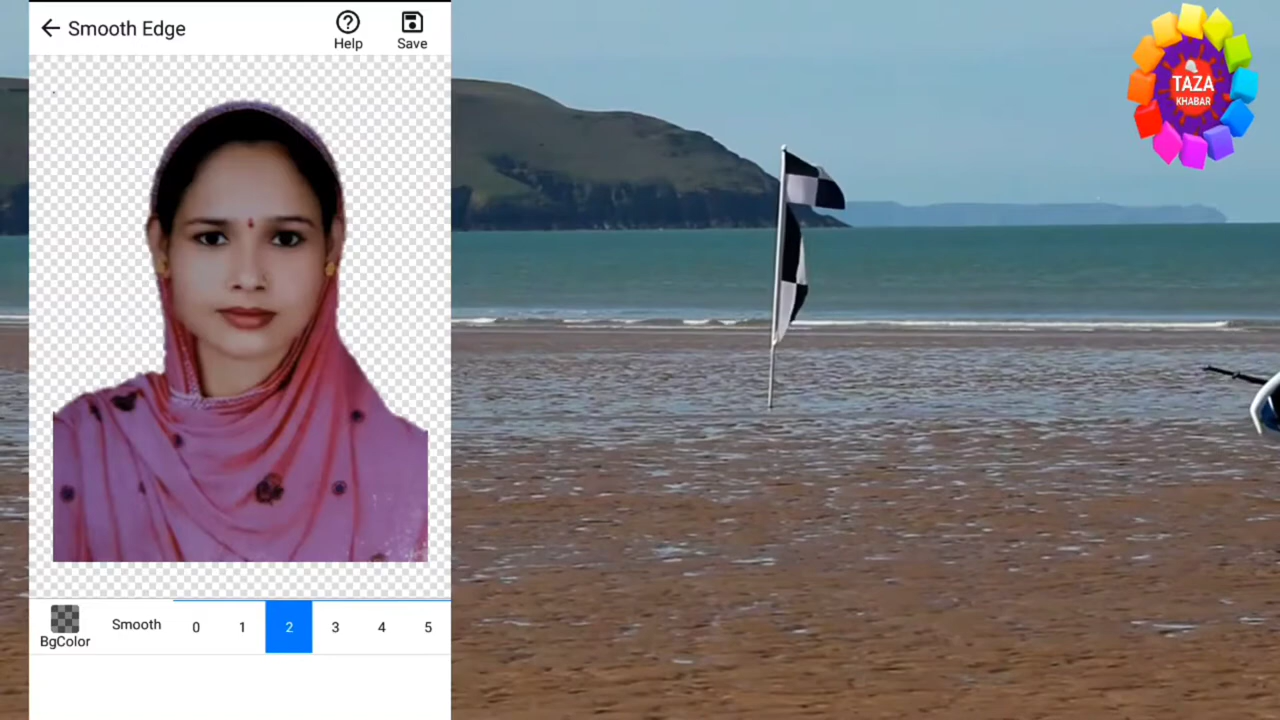 Smooth Edge
Help
Save
TAZA
KHABAR
BgColor
Smooth
0
1
2
3
4
5